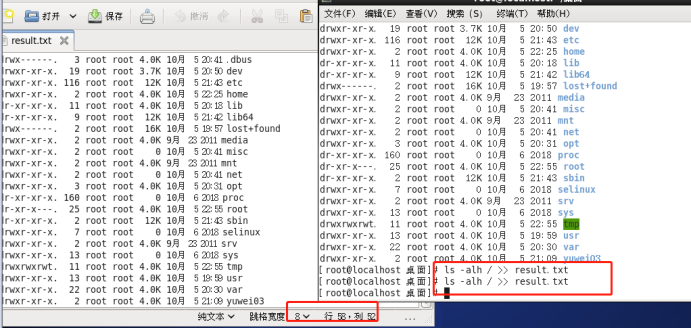 打开 保存 撤消
result.txt
drwx------. 3 root root 4.0K 10月 5 20:41 .dbus
drwxr-xr-x. 19 root root 3.7K 10月 5 20:50 dev
drwxr-xr-x. 116 root root 12K 10月 5 21:43 etc
drwxr-xr-x. 2 root root 4.0K 10月 5 22:25 home
dr-xr-xr-x. 11 root root 4.0K 10月 5 20:18 lib
dr-xr-xr-x. 9 root root 12K 10月 5 21:42 lib64
drwx------. 2 root root 16K 10月 5 19:57 lost+found
drwxr-xr-x. 2 root root 4.0K 9月 23 2011 media
drwxr-xr-x. 2 root root 0 10月 5 20:41 misc
drwxr-xr-x. 2 root root 4.0K 9月 23 2011 mnt
drwxr-xr-x. 2 root root 0 10月 5 20:41 net
drwxr-xr-x. 3 root root 4.0K 10月 5 20:31 opt
dr-xr-xr-x. 160 root root 0 10月 6 2018 proc
dr-xr-x---. 25 root root 4.0K 10月 5 22:55 root
dr-xr-xr-x. 2 root root 12K 10月 5 21:43 sbin
drwxr-xr-x. 7 root root 0 10月 6 2018 selinux
drwxr-xr-x. 2 root root 4.0K 9月 23 2011 srv
drwxr-xr-x. 13 root root 0 10月 6 2018 sys
drwxrwxrwt. 11 root root 4.0K 10月 5 22:55 tmp
drwxr-xr-x. 13 root root 4.0K 10月 5 19:59 usr
drwxr-xr-x. 22 root root 4.0K 10月 5 20:30 var
drwxr-xr-x. 2 root root 4.0K 10月 5 21:09 yuwei03
纯文本 跳格宽度: 8 行 58,列 52
文件(F) 编辑(E) 查看(V) 搜索 (S) 终端(T) 帮助(H)
drwxr-xr-x. 19 root root 3.7K 10月 5 20:50 dev
drwxr-xr-x. 116 root root 12K 10月 5 21:43 etc
drwxr-xr-x. 2 root root 4.0K 10月 5 22:25 home
dr-xr-xr-x. 11 root root 4.0K 10月 5 20:18 lib
dr-xr-xr-x. 9 root root 12K 10月 5 21:42 lib64
drwx------. 2 root root 16K 10月 5 19:57 lost+found
drwxr-xr-x. 2 root root 4.0K 9月 23 2011 media
drwxr-xr-x. 2 root root 0 10月 5 20:41 misc
drwxr-xr-x. 2 root root 4.0K 9月 23 2011 mnt
drwxr-xr-x. 2 root root 0 10月 5 20:41 net
drwxr-xr-x. 3 root root 4.0K 10月 5 20:31 opt
dr-xr-xr-x. 160 root root 0 10月 6 2018 proc
dr-xr-x---. 25 root root 4.0K 10月 5 22:55 root
dr-xr-xr-x. 2 root root 12K 10月 5 21:43 sbin
drwxr-xr-x. 7 root root 0 10月 6 2018 selinux
drwxr-xr-x. 2 root root 4.0K 9月 23 2011 srv
drwxr-xr-x. 13 root root 0 10月 6 2018 sys
drwxrwxrwt. 11 root root 4.0K 10月 5 22:55 tmp
drwxr-xr-x. 13 root root 4.0K 10月 5 19:59 usr
drwxr-xr-x. 22 root root 4.0K 10月 5 20:30 var
drwxr-xr-x. 2 root root 4.0K 10月 5 21:09 yuwei03
[root@localhost 桌面]# ls -alh / >> result.txt
[root@localhost 桌面]# ls -alh / >> result.txt
[root@localhost 桌面]#